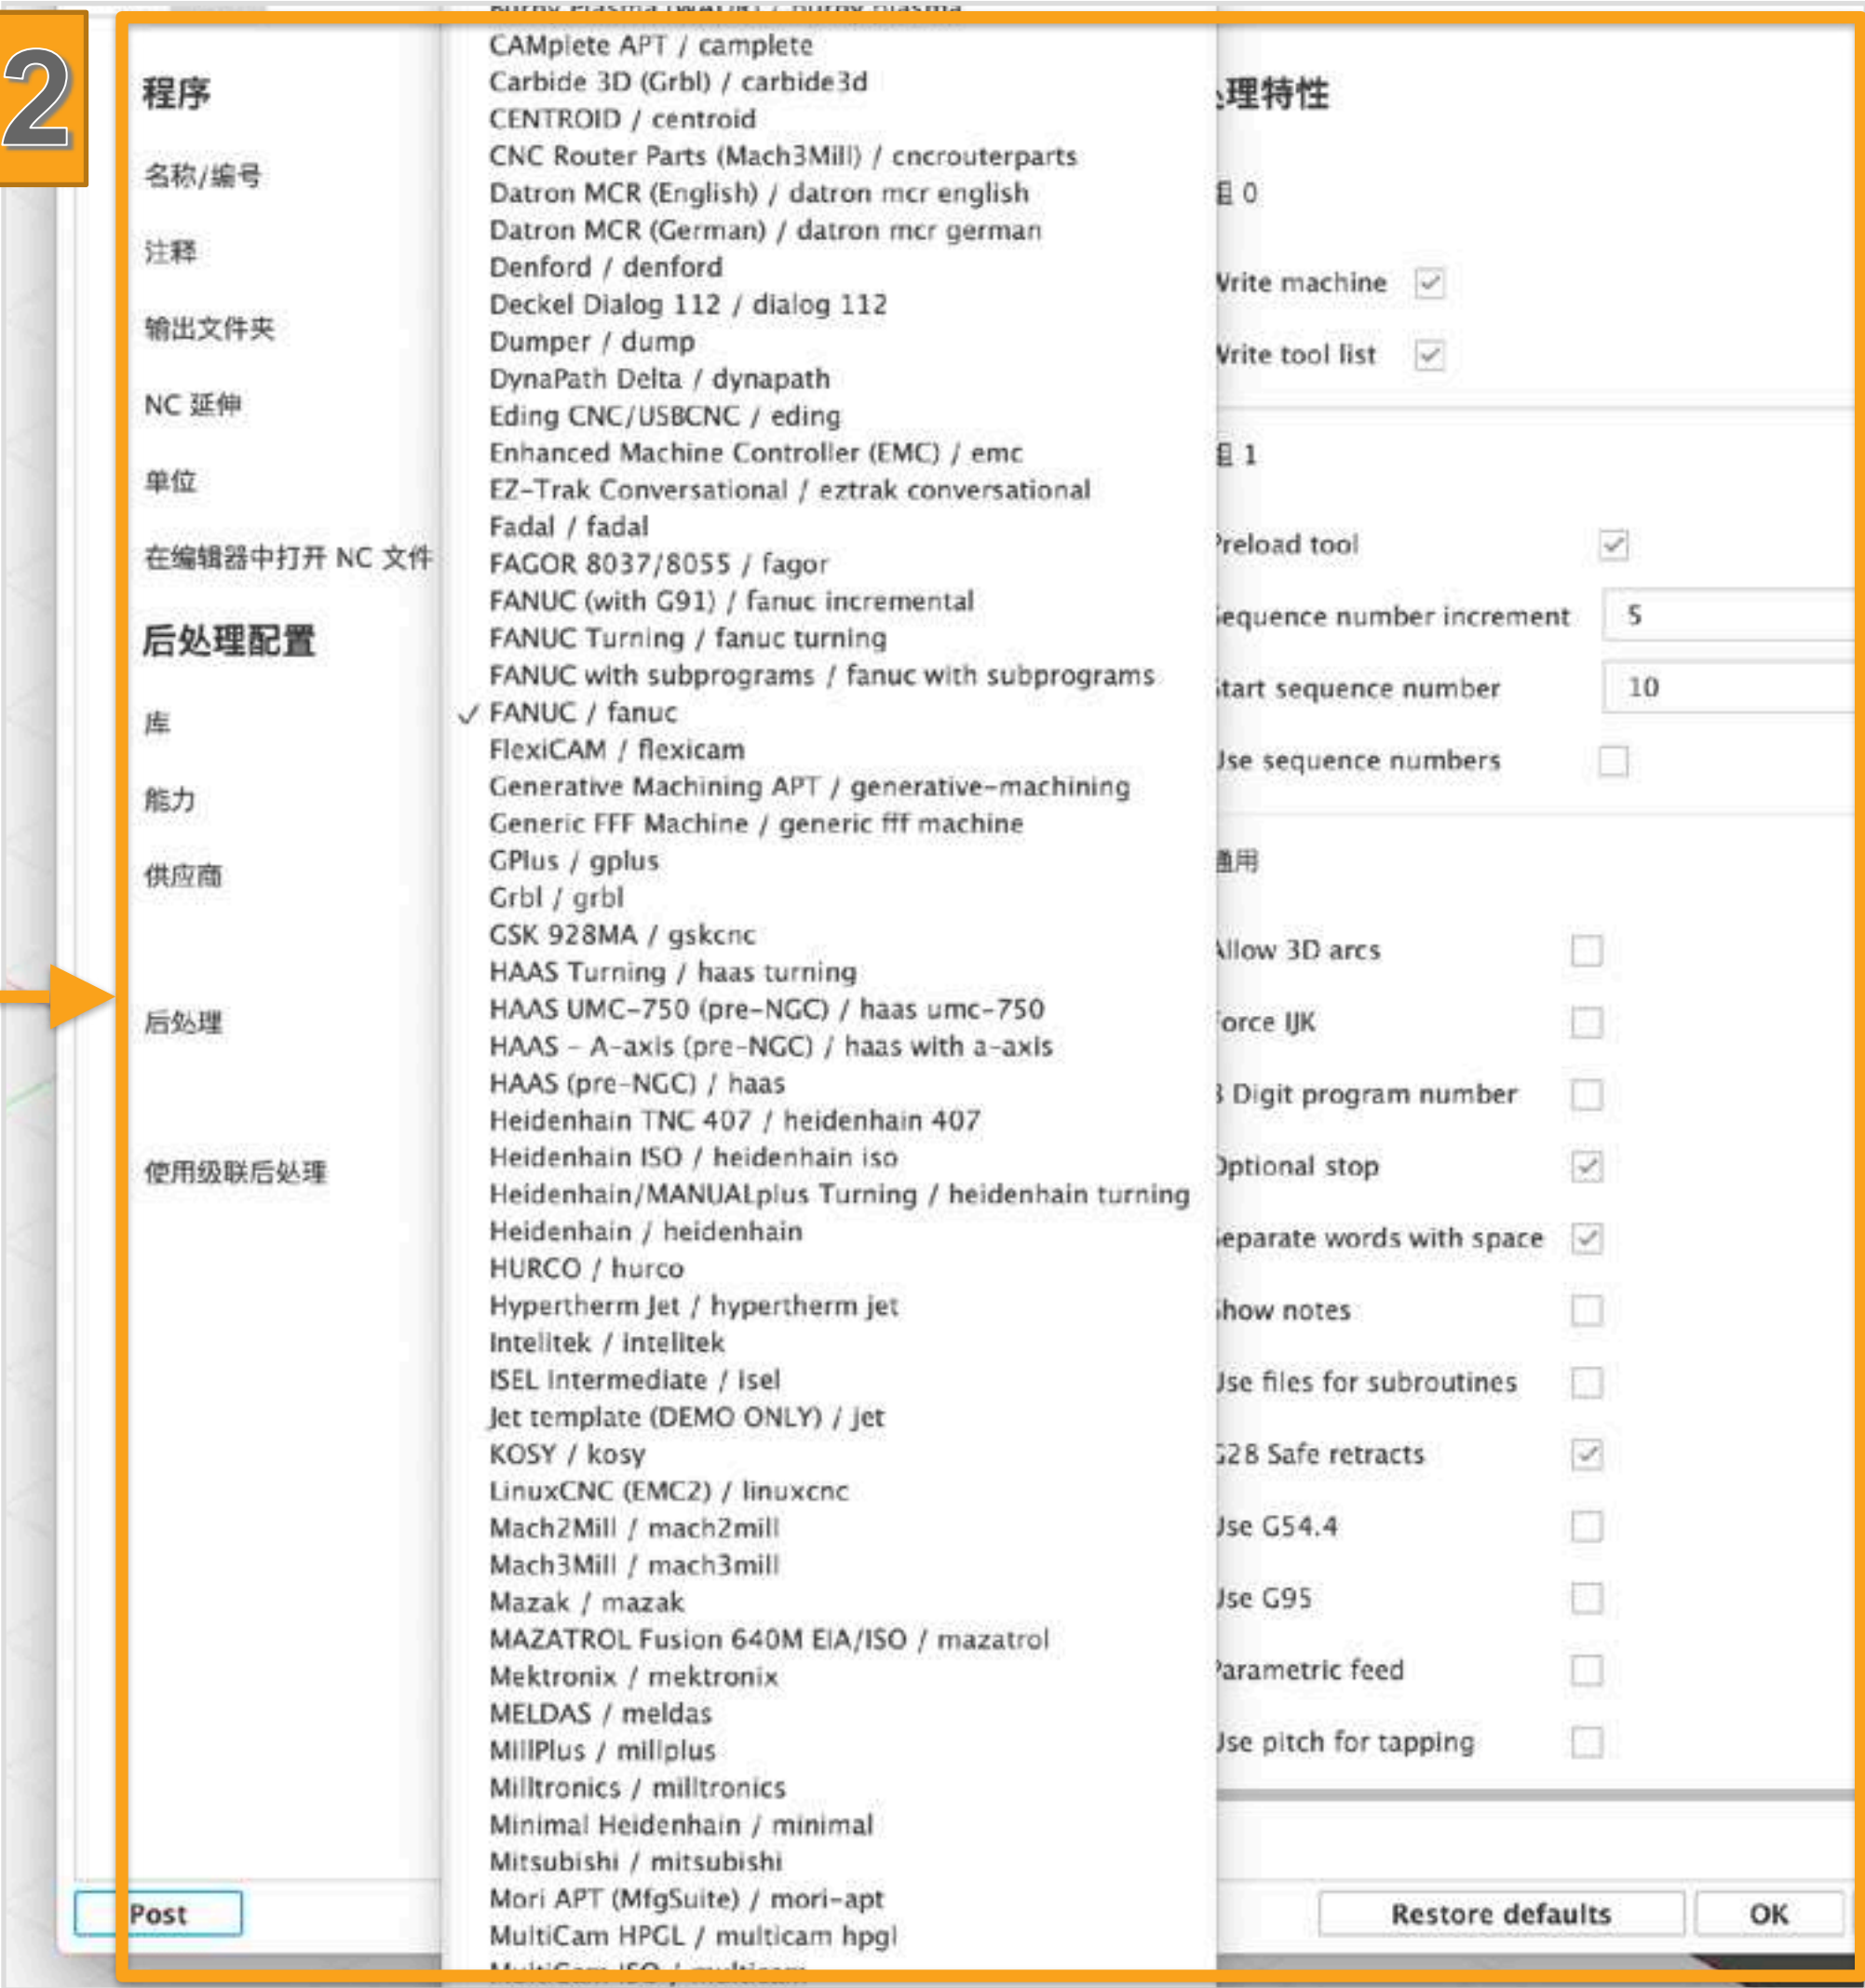 2
程序
名称/编号
注释
输出文件夹
NC 延伸
单位
在编辑器中打开 NC 文件
后处理配置
库
能力
供应商
后处理
使用级联后处理
Post
CAMplete APT / camplete
Carbide 3D (Grbl) / carbide3d
CENTROID / centroid
CNC Router Parts (Mach3Mill) / cncrouterparts
Datron MCR (English) / datron mcr english
Datron MCR (German) / datron mcr german
Denford / denford
Deckel Dialog 112 / dialog 112
Dumper / dump
DynaPath Delta / dynapath
Eding CNC/USBCNC / eding
Enhanced Machine Controller (EMC) / emc
EZ-Trak Conversational / eztrak conversational
Fadal / fadal
FAGOR 8037/8055 / fagor
FANUC (with G91) / fanuc incremental
FANUC Turning / fanuc turning
FANUC with subprograms / fanuc with subprograms
✓ FANUC / fanuc
FlexiCAM / flexicam
Generative Machining APT / generative-machining
Generic FFF Machine / generic fff machine
GPlus / gplus
Grbl / grbl
GSK 928MA / gskcnc
HAAS Turning / haas turning
HAAS UMC-750 (pre-NGC) / haas umc-750
HAAS - A-axis (pre-NGC) / haas with a-axis
HAAS (pre-NGC) / haas
Heidenhain TNC 407 / heidenhain 407
Heidenhain ISO / heidenhain iso
Heidenhain/MANUALplus Turning / heidenhain turning
Heidenhain / heidenhain
HURCO / hurco
Hypertherm Jet / hypertherm jet
Intelitek / intelitek
ISEL Intermediate / isel
Jet template (DEMO ONLY) / jet
KOSY / kosy
LinuxCNC (EMC2) / linuxcnc
Mach2Mill / mach2mill
Mach3Mill / mach3mill
Mazak / mazak
MAZATROL Fusion 640M EIA/ISO / mazatrol
Mektronix / mektronix
MELDAS / meldas
MillPlus / millplus
Milltronics / milltronics
Minimal Heidenhain / minimal
Mitsubishi / mitsubishi
Mori APT (MfgSuite) / mori-apt
MultiCam HPGL / multicam hpgl
理特性
组 0
Write machine
Write tool list
组 1
Preload tool
Sequence number increment 5
Start sequence number 10
Use sequence numbers
通用
Allow 3D arcs
Force IJK
8 Digit program number
Optional stop
Separate words with space
Show notes
Use files for subroutines
G28 Safe retracts
Use G54.4
Use G95
Parametric feed
Use pitch for tapping
Restore defaults
OK